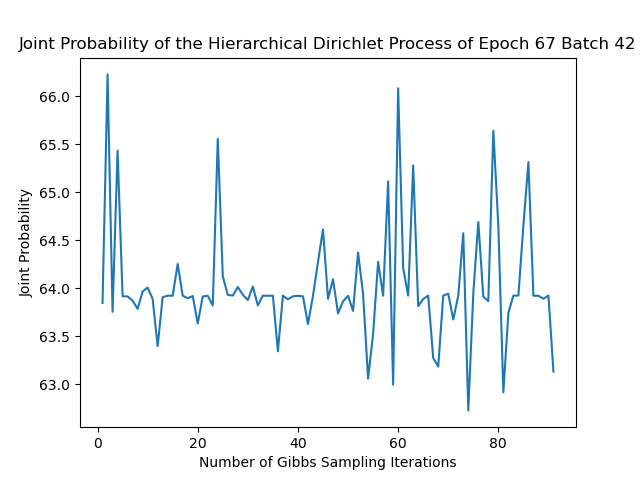 Joint Probability of the Hierarchical Dirichlet Process of Epoch 67 Batch 42
66.0
65.5
65.0
64.5
64.0
63.5
63.0
Joint Probability
0 20 40 60 80
Number of Gibbs Sampling Iterations